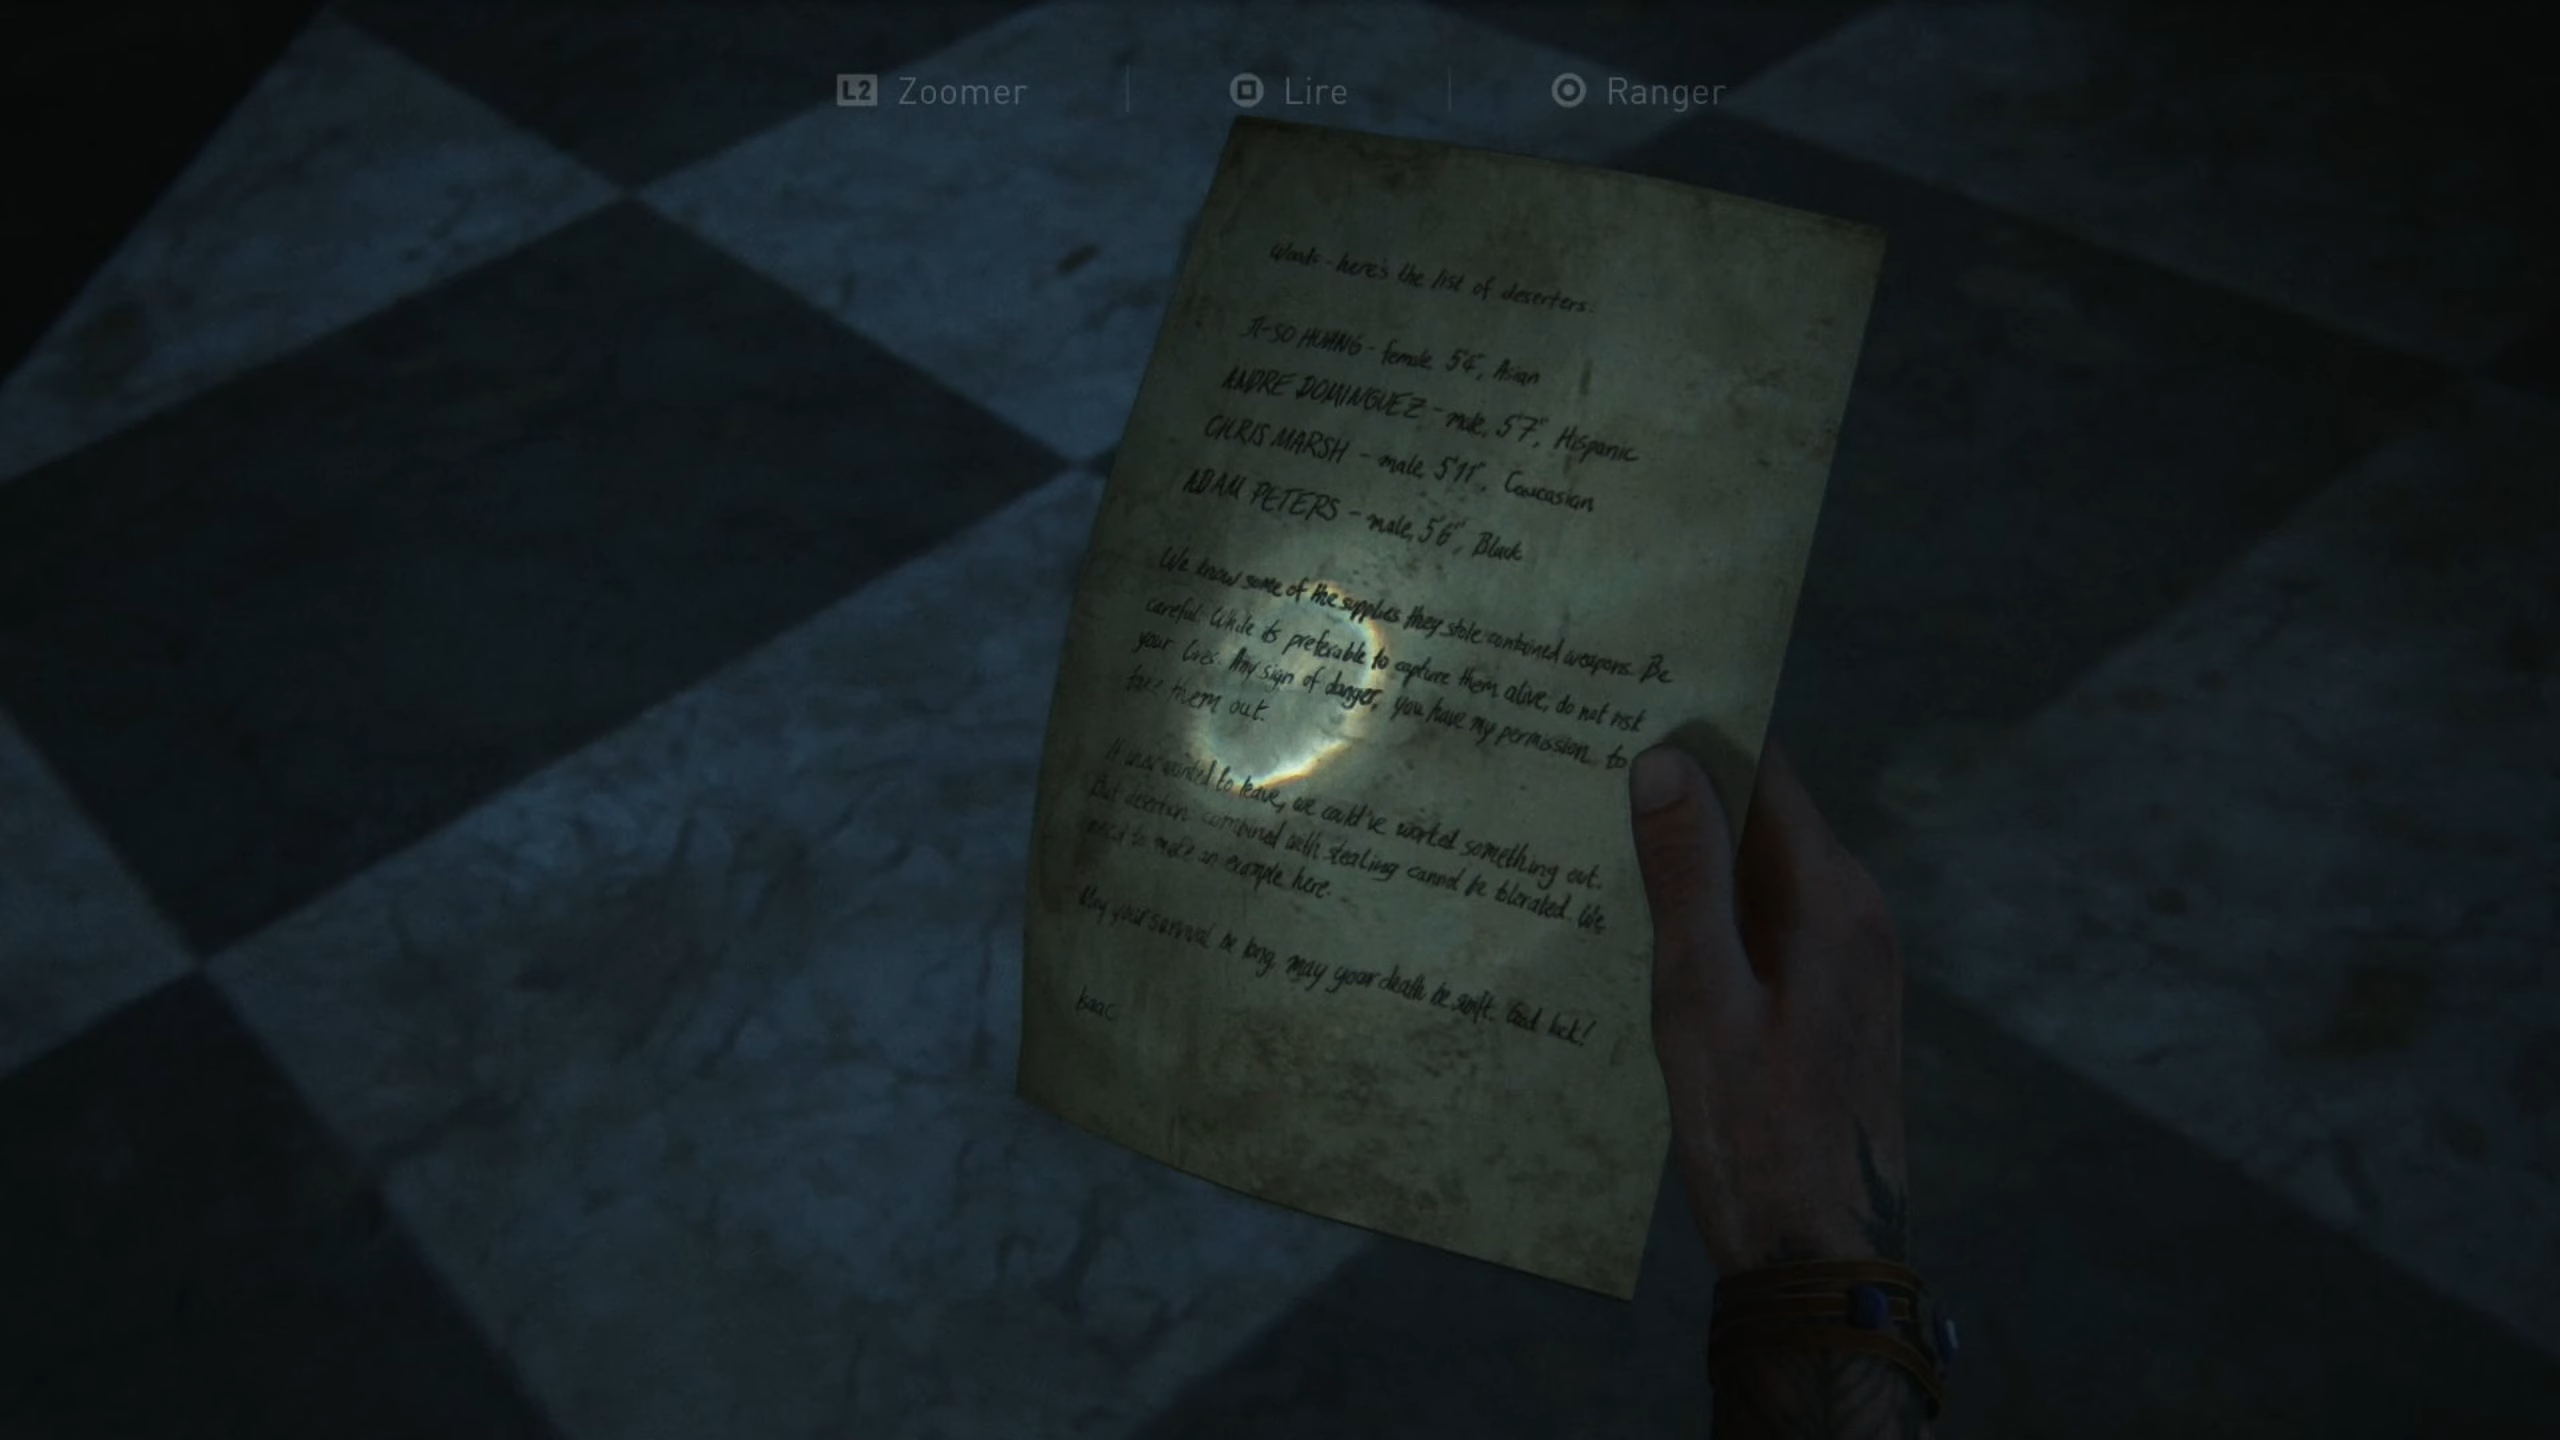 L2 Zoomer
Lire
Ranger
Woods - here's the list of deserters:
JI-SO HUANG - female, 5'4", Asian
ANDRE DOMINGUEZ - male, 5'7", Hispanic
CHRIS MARSH - male, 5'11", Caucasian
ADAM PETERS - male, 5'6", Black
We know some of the supplies they stole contained weapons. Be
careful. While its preferable to capture them alive, do not risk
your lives. Any sign of danger, you have my permission to
take them out.
If they wanted to leave, we could've worked something out.
But desertion combined with stealing cannot be tolerated. We
need to make an example here.
May your survival be long, may your death be swift. Good luck!
Isaac